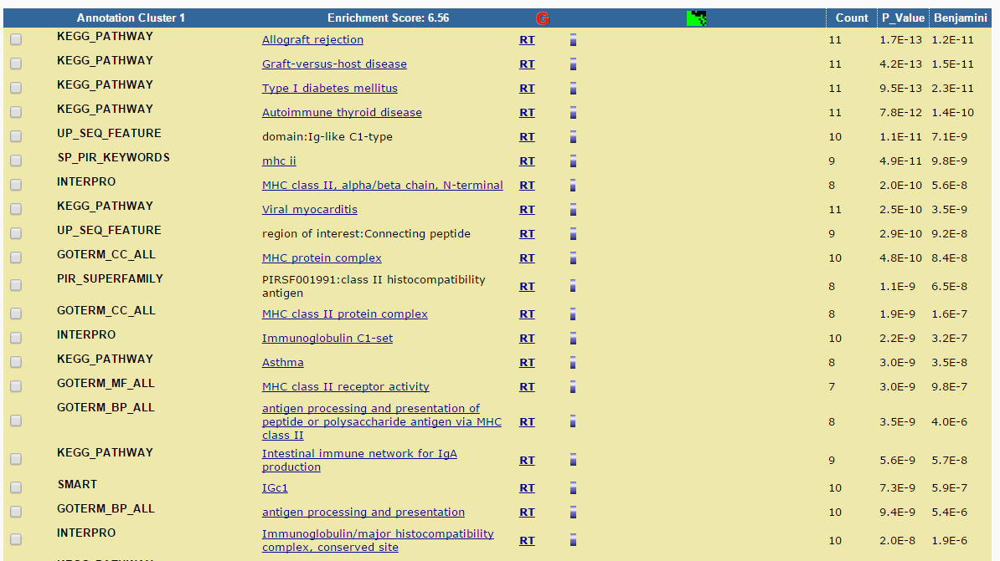 Annotation Cluster 1 Enrichment Score: 6.56 G Count P_Value Benjamini
KEGG_PATHWAY Allograft rejection RT 11 1.7E-13 1.2E-11
KEGG_PATHWAY Graft-versus-host disease RT 11 4.2E-13 1.5E-11
KEGG_PATHWAY Type I diabetes mellitus RT 11 9.5E-13 2.3E-11
KEGG_PATHWAY Autoimmune thyroid disease RT 11 7.8E-12 1.4E-10
UP_SEQ_FEATURE domain:Ig-like C1-type RT 10 1.1E-11 7.1E-9
SP_PIR_KEYWORDS mhc ii RT 9 4.9E-11 9.8E-9
INTERPRO MHC class II, alpha/beta chain, N-terminal RT 8 2.0E-10 5.6E-8
KEGG_PATHWAY Viral myocarditis RT 11 2.5E-10 3.5E-9
UP_SEQ_FEATURE region of interest:Connecting peptide RT 9 2.9E-10 9.2E-8
GOTERM_CC_ALL MHC protein complex RT 10 4.8E-10 8.4E-8
PIR_SUPERFAMILY PIRSF001991:class II histocompatibility
antigen RT 8 1.1E-9 6.5E-8
GOTERM_CC_ALL MHC class II protein complex RT 8 1.9E-9 1.6E-7
INTERPRO Immunoglobulin C1-set RT 10 2.2E-9 3.2E-7
KEGG_PATHWAY Asthma RT 8 3.0E-9 3.5E-8
GOTERM_MF_ALL MHC class II receptor activity RT 7 3.0E-9 9.8E-7
GOTERM_BP_ALL antigen processing and presentation of
peptide or polysaccharide antigen via MHC RT 8 3.5E-9 4.0E-6
class II
KEGG_PATHWAY Intestinal immune network for IgA
production RT 9 5.6E-9 5.7E-8
SMART IGc1 RT 10 7.3E-9 5.9E-7
GOTERM_BP_ALL antigen processing and presentation RT 10 9.4E-9 5.4E-6
INTERPRO Immunoglobulin/major histocompatibility
complex, conserved site RT 10 2.0E-8 1.9E-6